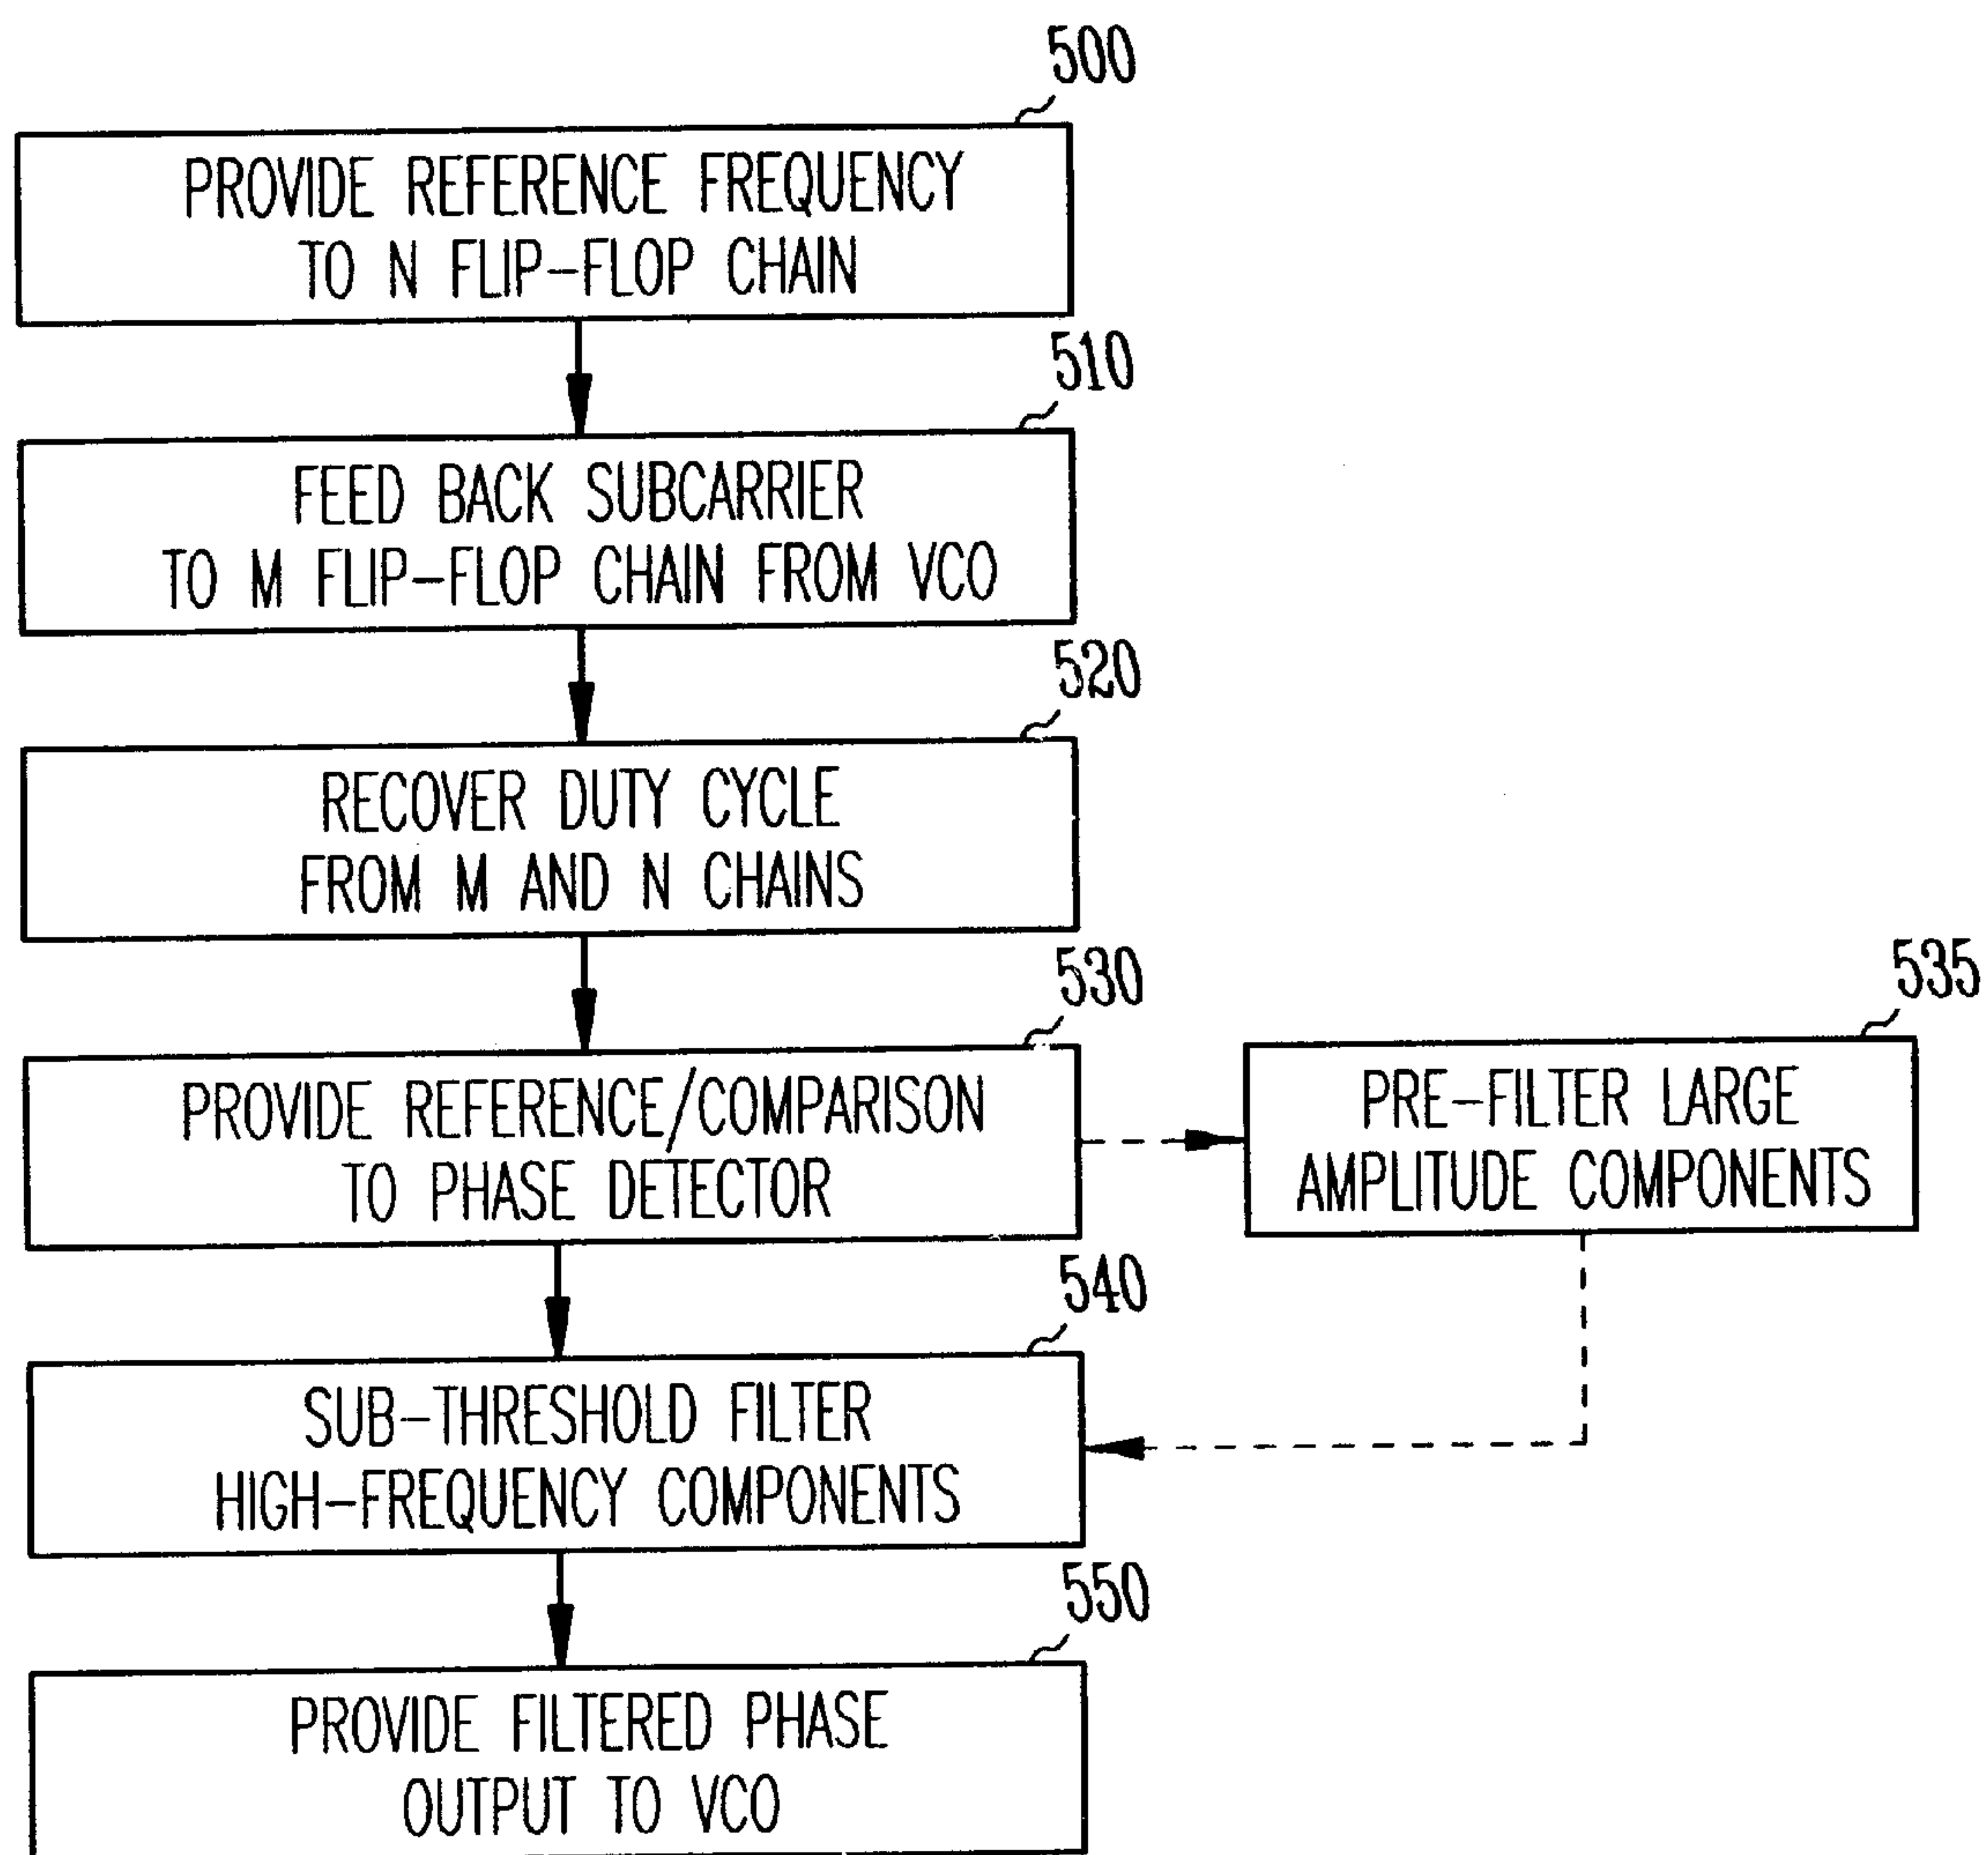 500
PROVIDE REFERENCE FREQUENCY
TO N FLIP-FLOP CHAIN
510
FEED BACK SUBCARRIER
TO M FLIP-FLOP CHAIN FROM VCO
520
RECOVER DUTY CYCLE
FROM M AND N CHAINS
530
PROVIDE REFERENCE/COMPARISON
TO PHASE DETECTOR
535
PRE-FILTER LARGE
AMPLITUDE COMPONENTS
540
SUB-THRESHOLD FILTER
HIGH-FREQUENCY COMPONENTS
550
PROVIDE FILTERED PHASE
OUTPUT TO VCO